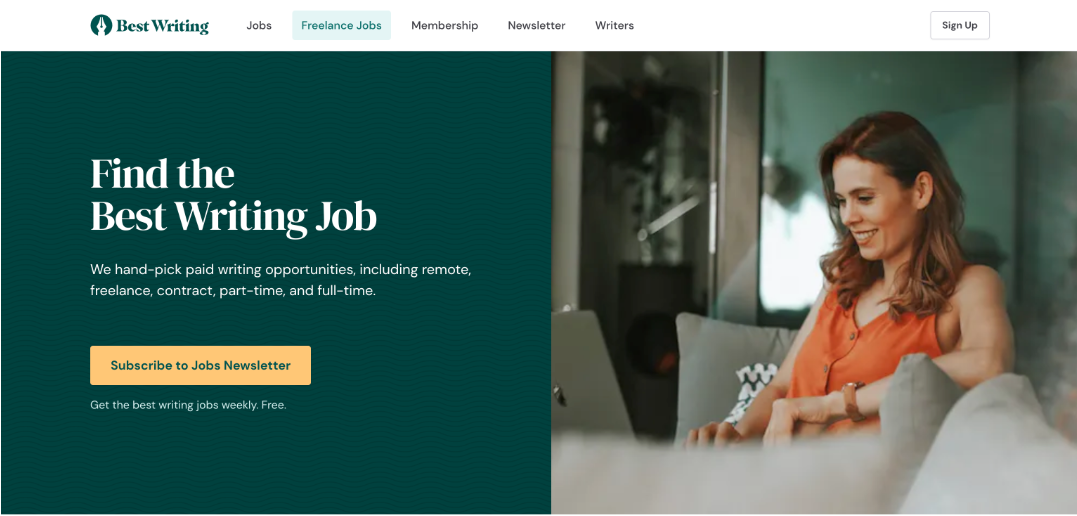 Best Writing
Jobs
Freelance Jobs
Membership
Newsletter
Writers
Sign Up
Find the
Best Writing Job
We hand-pick paid writing opportunities, including remote,
freelance, contract, part-time, and full-time.
Subscribe to Jobs Newsletter
Get the best writing jobs weekly. Free.